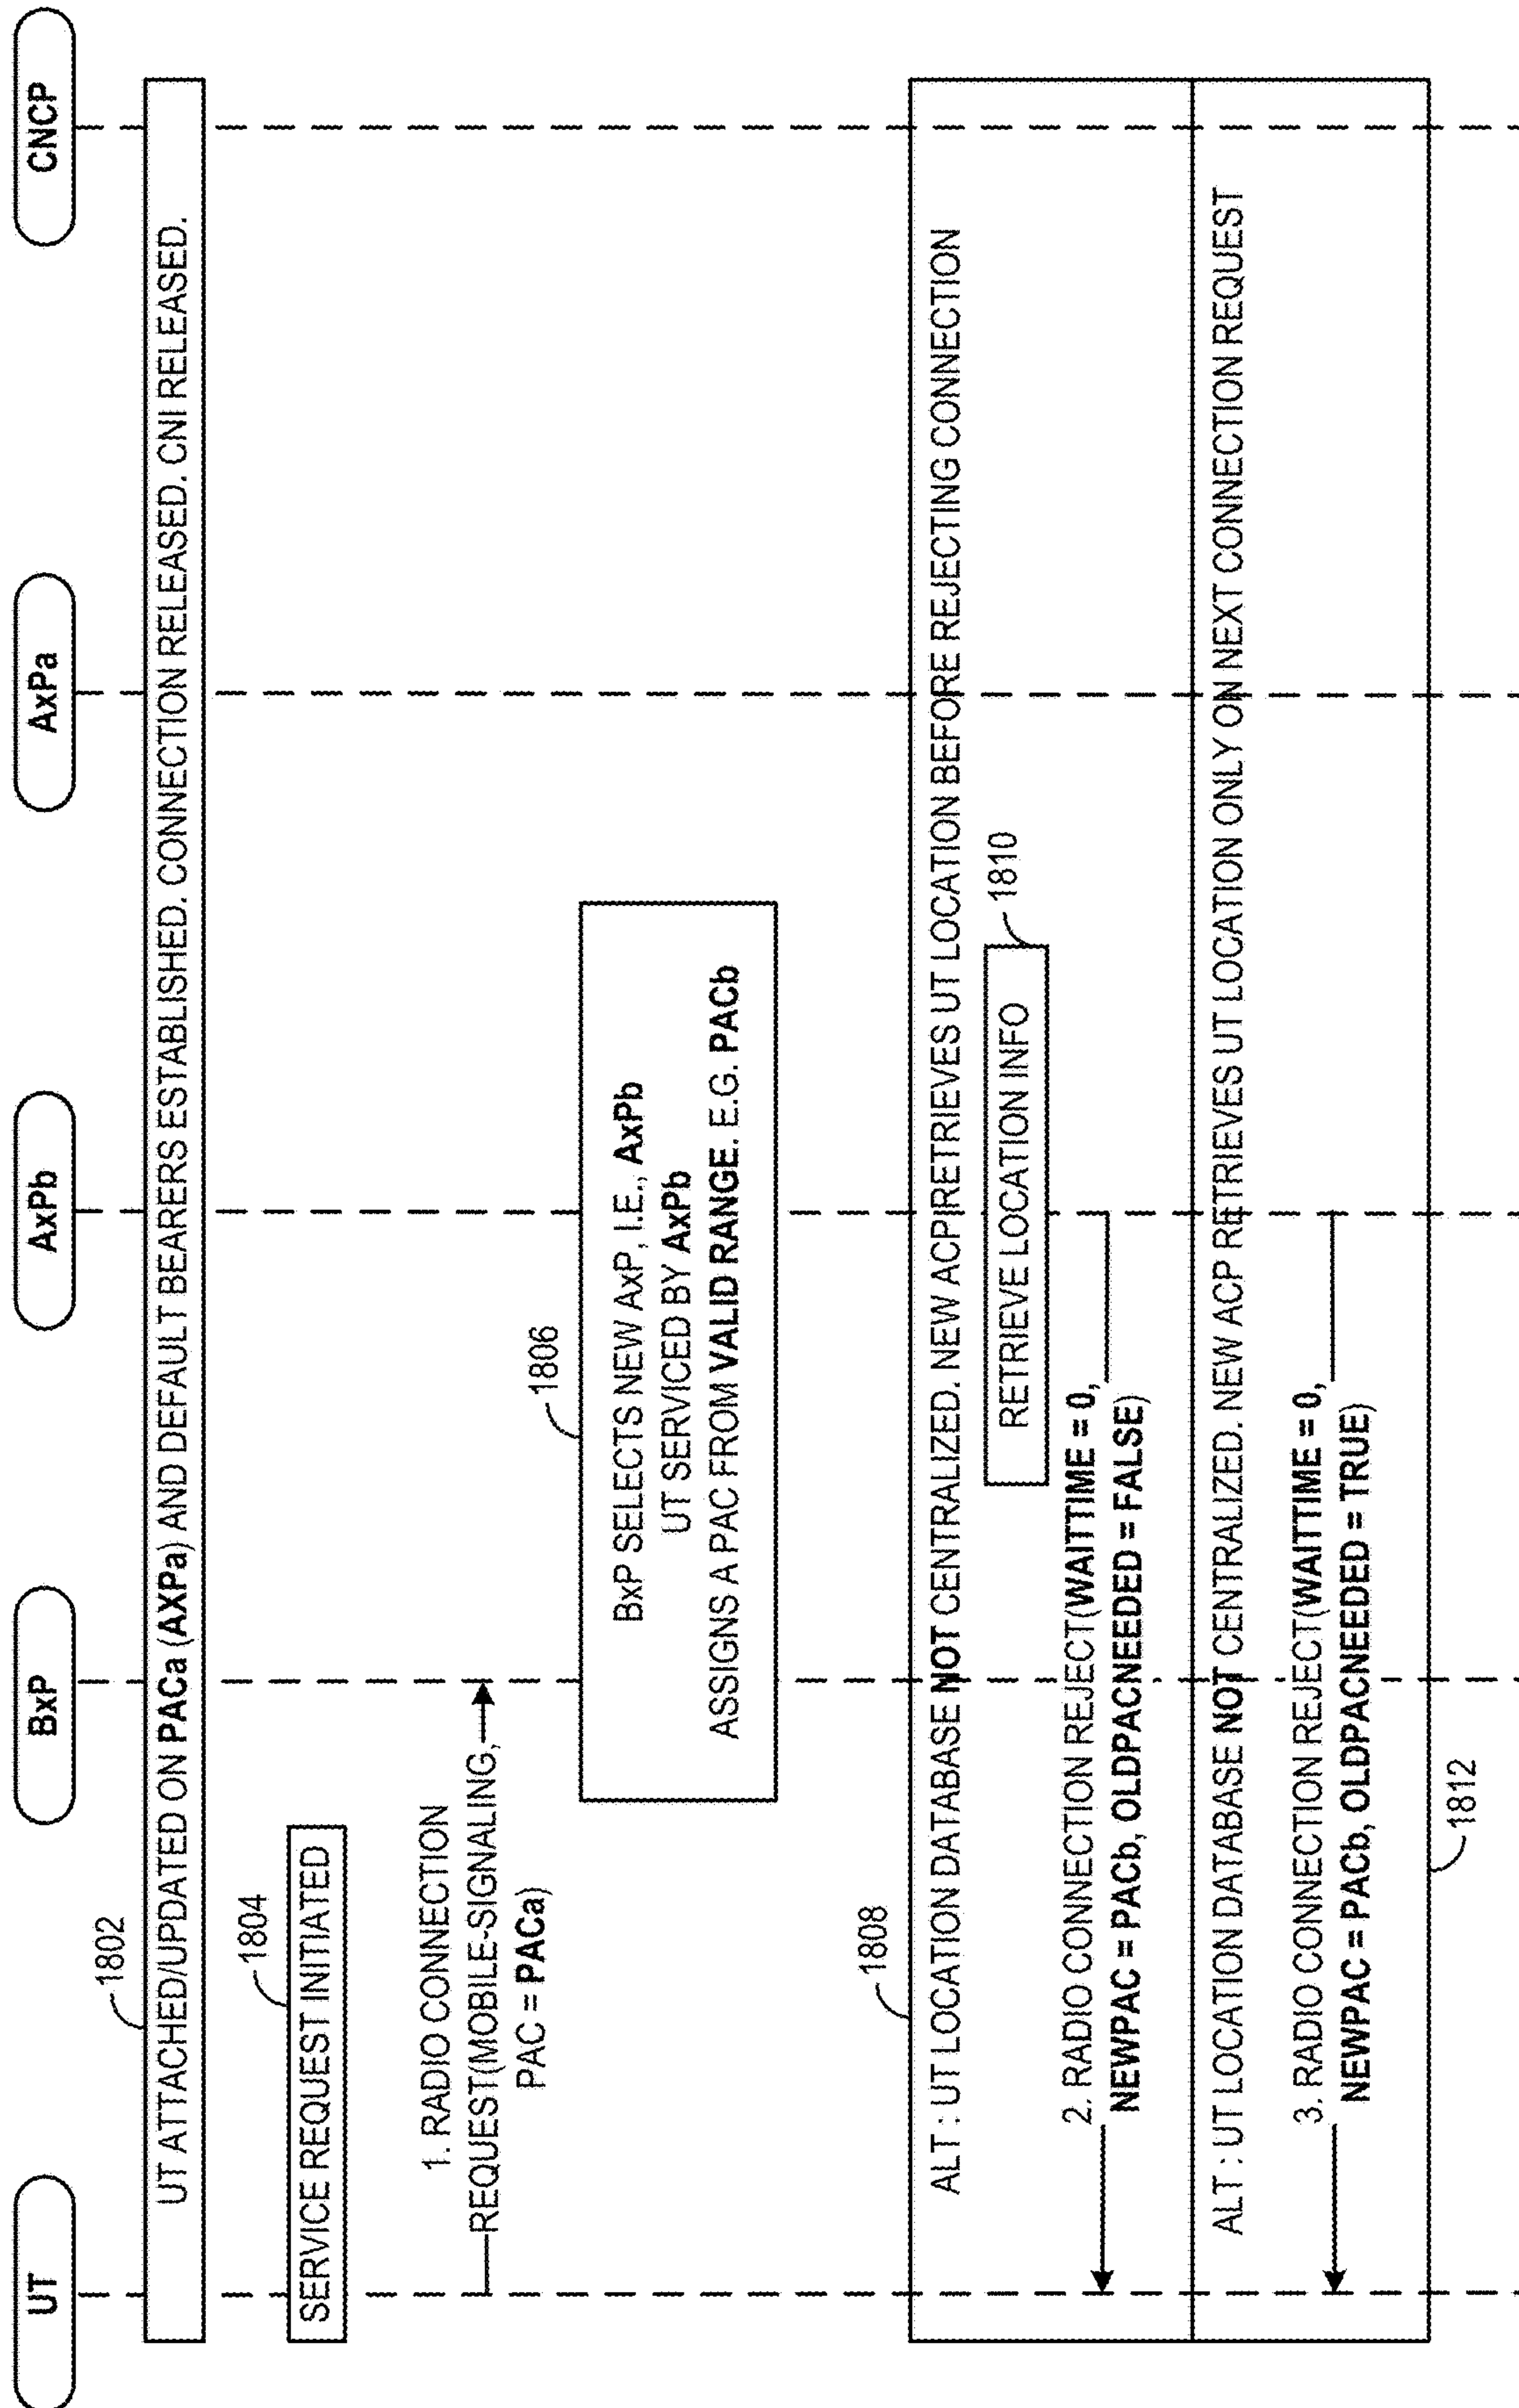 UT
BxP
AxPb
AxPa
CNCP
UT ATTACHED/UPDATED ON PACa (AXPa) AND DEFAULT BEARERS ESTABLISHED. CONNECTION RELEASED. CNI RELEASED.
1802
SERVICE REQUEST INITIATED
1804
1. RADIO CONNECTION
REQUEST(MOBILE-SIGNALING,
PAC = PACa)
1806
BxP SELECTS NEW AxP, I.E., AxPb
UT SERVICED BY AxPb
ASSIGNS A PAC FROM VALID RANGE. E.G. PACb
1808
ALT : UT LOCATION DATABASE NOT CENTRALIZED. NEW ACPRETRIEVES UT LOCATION BEFORE REJECTING CONNECTION
RETRIEVE LOCATION INFO
1810
2. RADIO CONNECTION REJECT(WAITTIME = 0,
NEWPAC = PACb, OLDPACNEEDED = FALSE)
ALT : UT LOCATION DATABASE NOT CENTRALIZED. NEW ACP RETRIEVES UT LOCATION ONLY ON NEXT CONNECTION REQUEST
3. RADIO CONNECTION REJECT(WAITTIME = 0,
NEWPAC = PACb, OLDPACNEEDED = TRUE)
1812